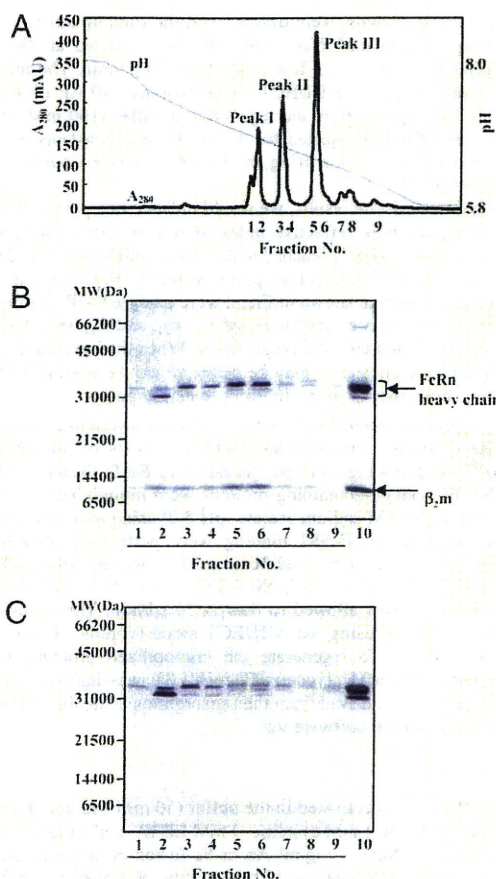 A
450
400
350
300
250
200
150
100
50
0
A₂₈₀ (mAU)
pH
A₂₈₀
Peak I
Peak II
Peak III
8.0
pH
5.8
1 2 3 4 5 6 7 8 9
Fraction No.
B
MW(Da)
66200
45000
31000
21500
14400
6500
FcRn
heavy chain
β₂m
1 2 3 4 5 6 7 8 9 10
Fraction No.
C
MW(Da)
66200
45000
31000
21500
14400
6500
1 2 3 4 5 6 7 8 9 10
Fraction No.